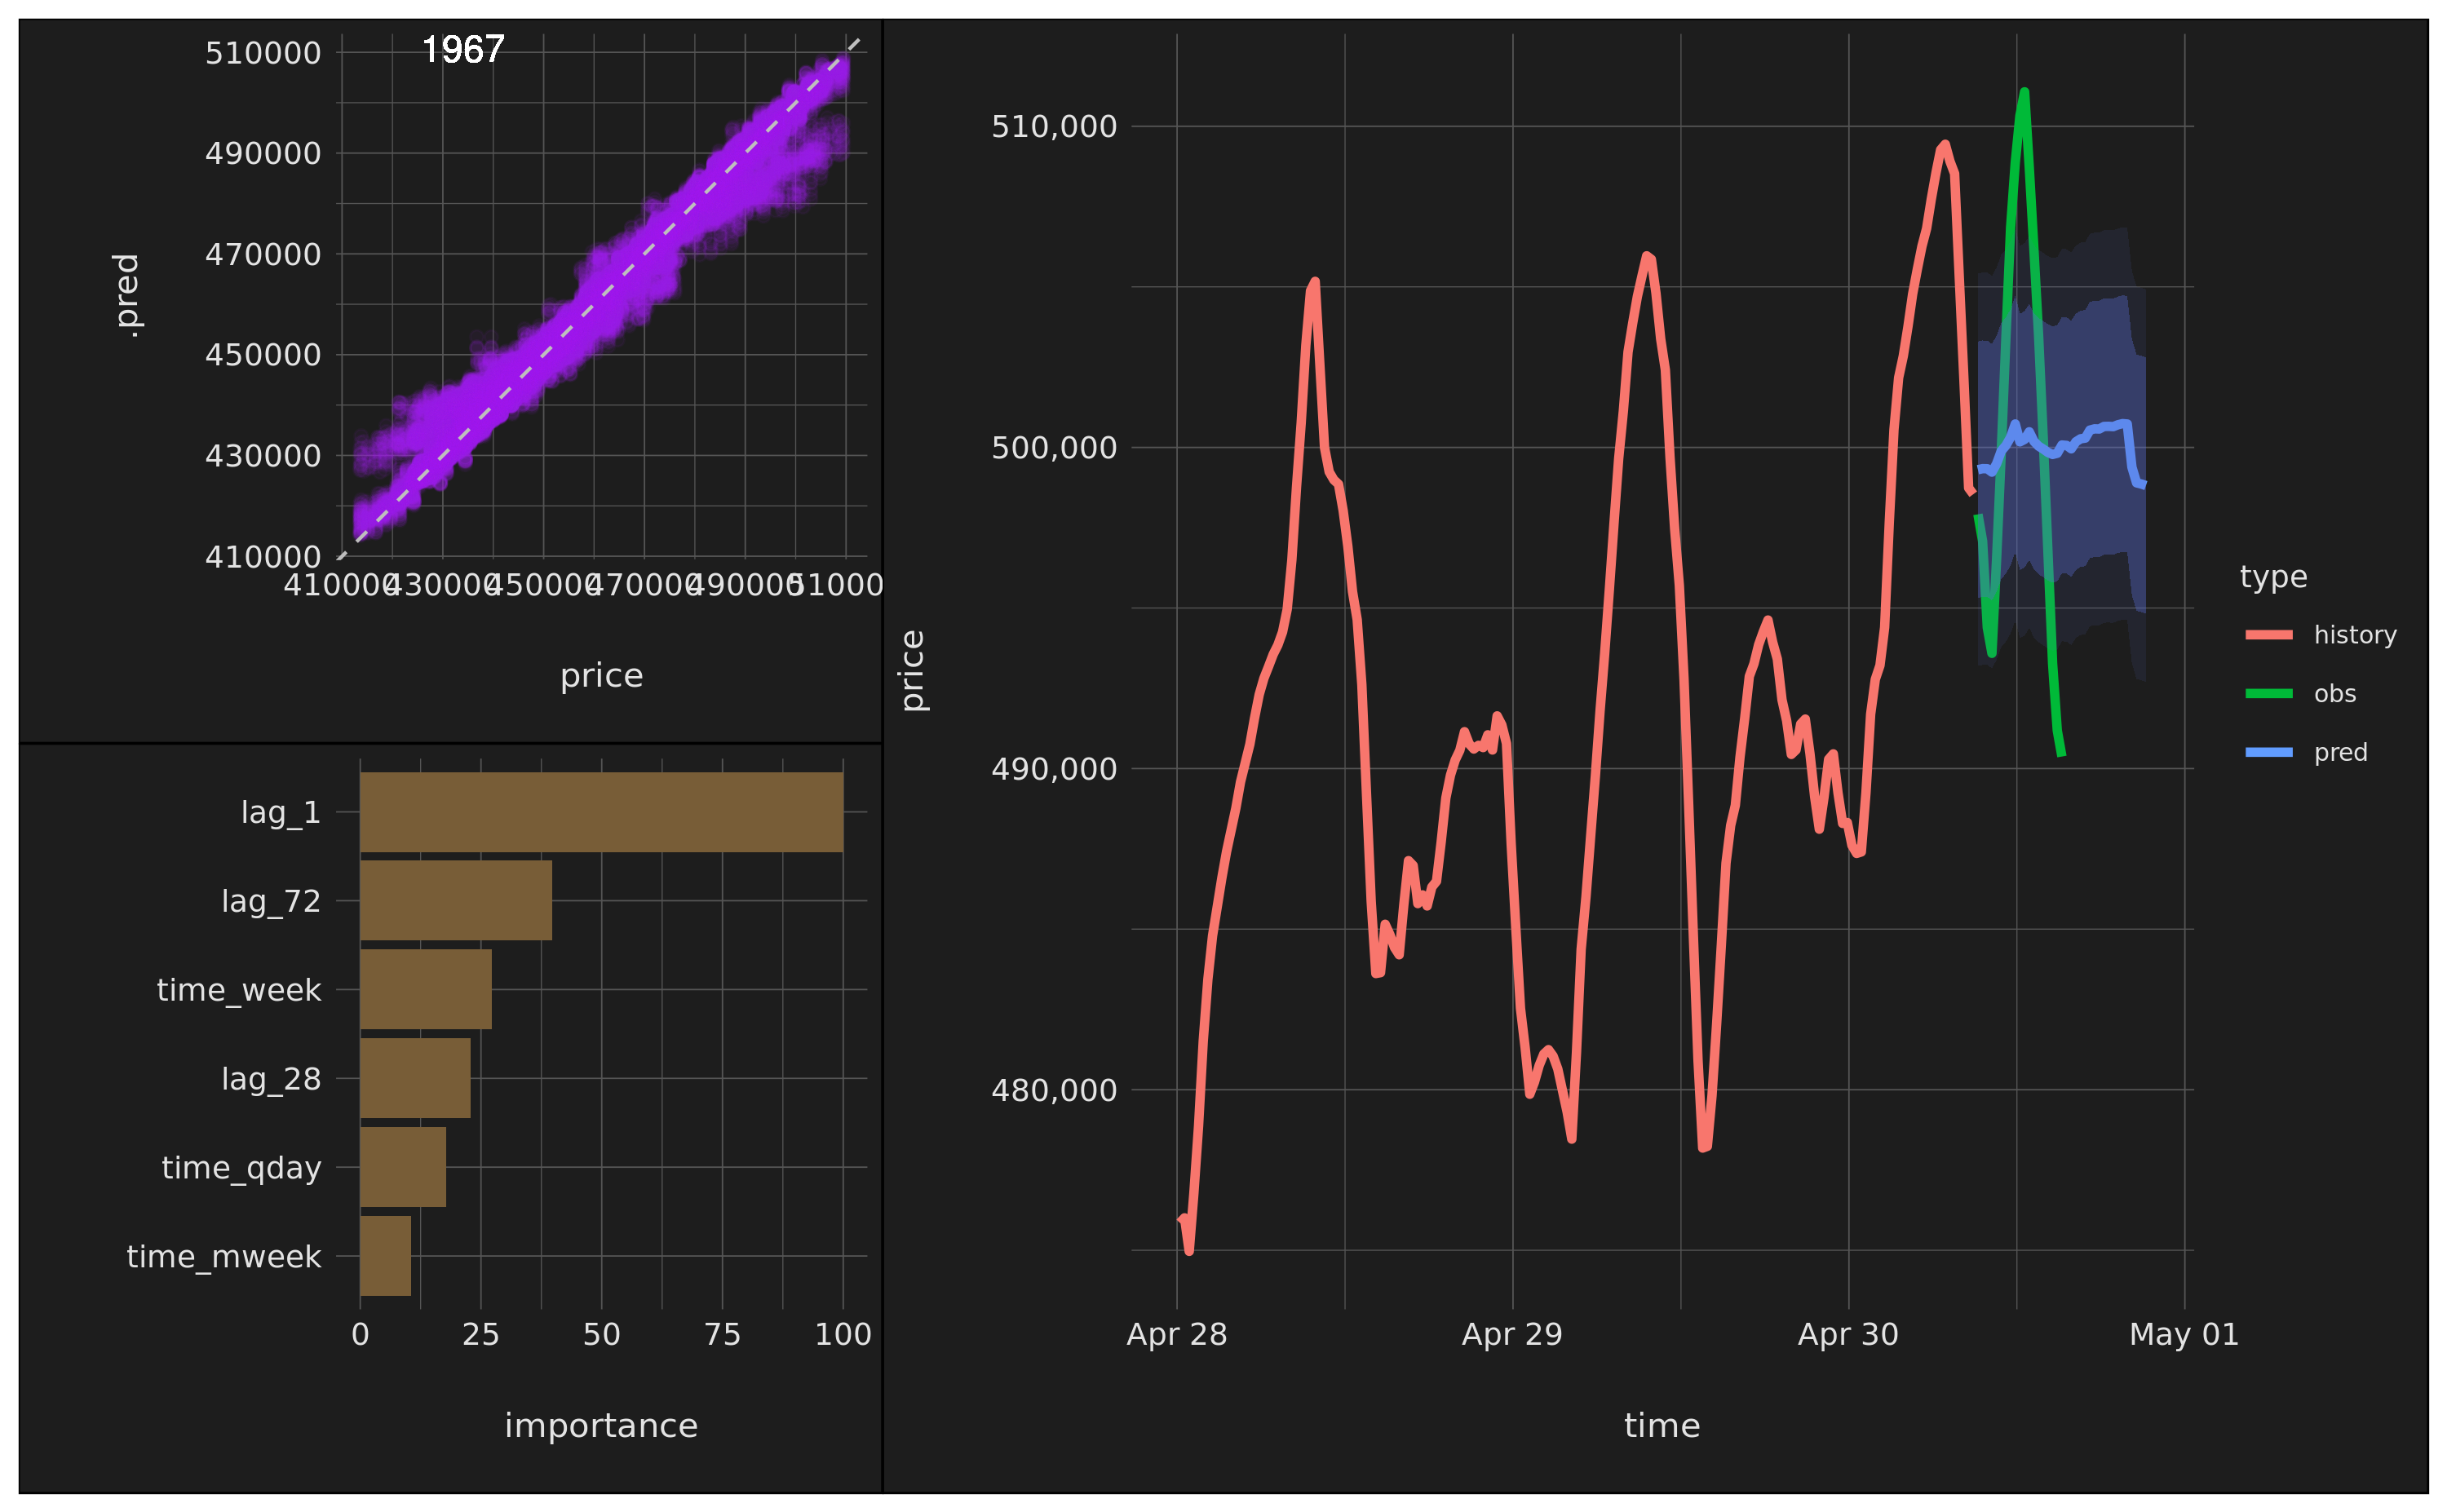 1967
510000
490000
470000
450000
430000
410000
.pred
410000 430000 450000 470000 490000 510000
price
lag_1
lag_72
time_week
lag_28
time_qday
time_mweek
0 25 50 75 100
importance
510,000
500,000
490,000
480,000
price
Apr 28 Apr 29 Apr 30 May 01
time
type
history
obs
pred